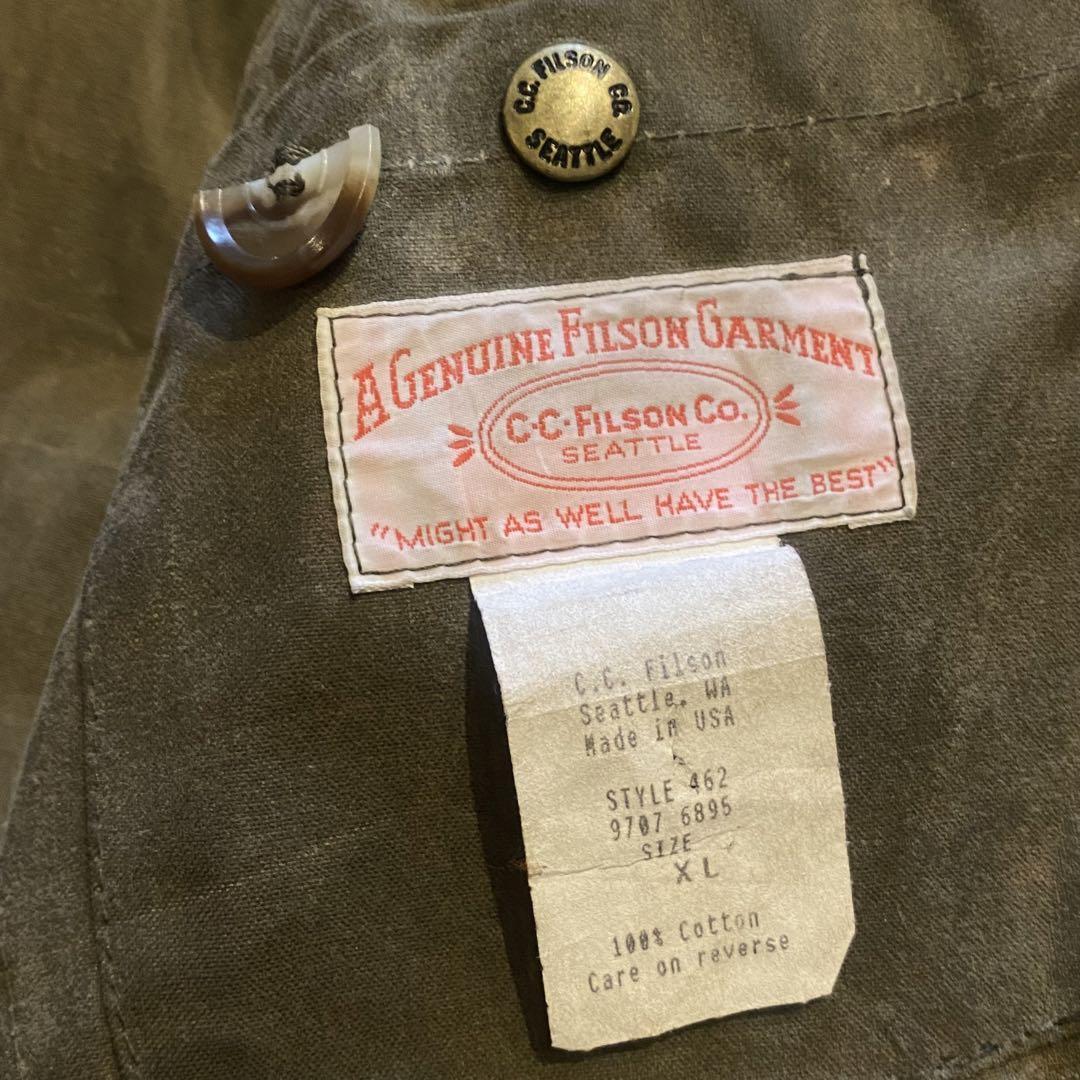 C.C. FILSON CO.
SEATTLE
A GENUINE FILSON GARMENT
C·C·FILSON CO.
SEATTLE
"MIGHT AS WELL HAVE THE BEST"
C.C. Filson
Seattle, WA
Made in USA
STYLE 462
9707 6895
SIZE
XL
100% Cotton
Care on reverse